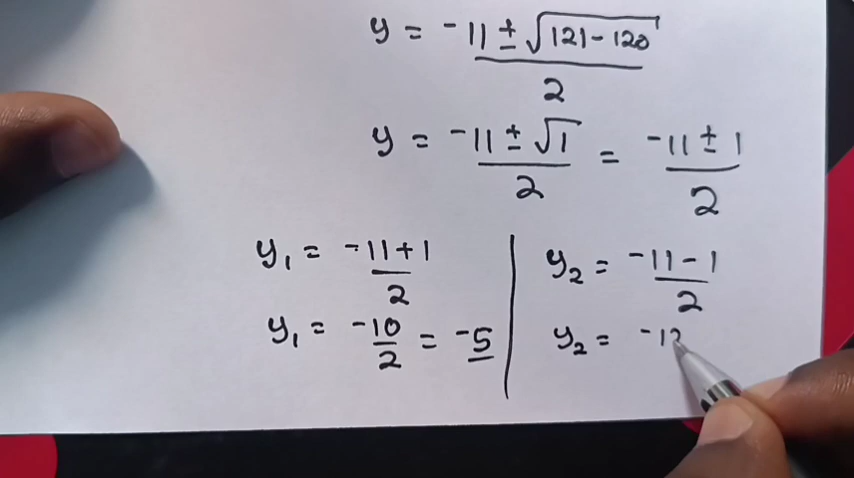 y = -11 ± √121 - 120 / 2
y = -11 ± √1 / 2 = -11 ± 1 / 2
y₁ = -11 + 1 / 2
y₁ = -10 / 2 = -5
y₂ = -11 - 1 / 2
y₂ = -12